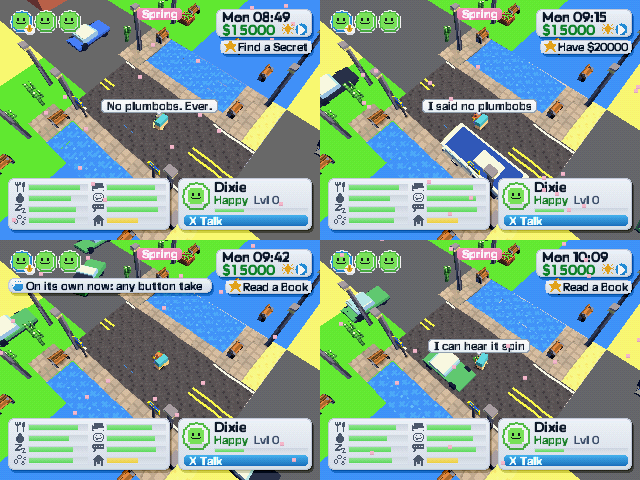 Spring
Mon 08:49
$15000
Find a Secret
No plumbobs. Ever.
Dixie
Happy Lvl 0
X Talk
Spring
Mon 09:15
$15000
Have $20000
I said no plumbobs
Dixie
Happy Lvl 0
X Talk
Spring
Mon 09:42
$15000
On its own now: any button take
Read a Book
Dixie
Happy Lvl 0
X Talk
Spring
Mon 10:09
$15000
Read a Book
I can hear it spin
Dixie
Happy Lvl 0
X Talk